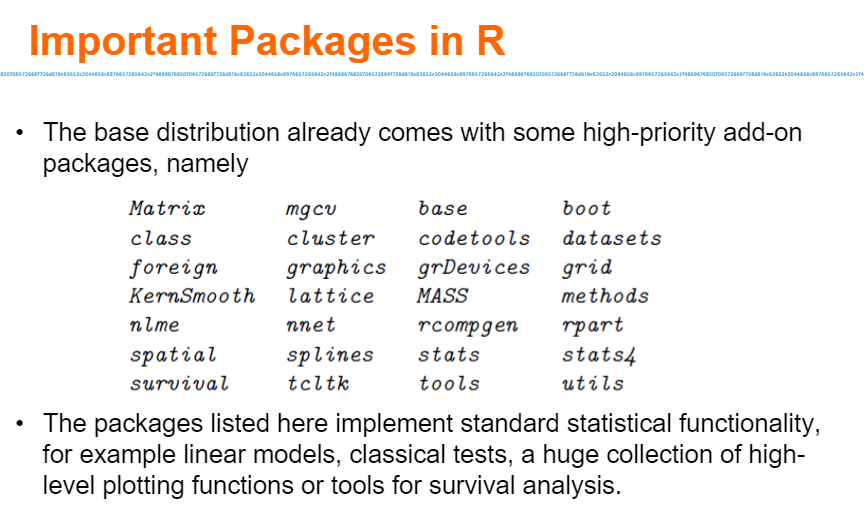 Important Packages in R
• The base distribution already comes with some high-priority add-on
packages, namely
Matrix mgcv base boot
class cluster codetools datasets
foreign graphics grDevices grid
KernSmooth lattice MASS methods
nlme nnet rcompgen rpart
spatial splines stats stats4
survival tcltk tools utils
• The packages listed here implement standard statistical functionality,
for example linear models, classical tests, a huge collection of high-
level plotting functions or tools for survival analysis.